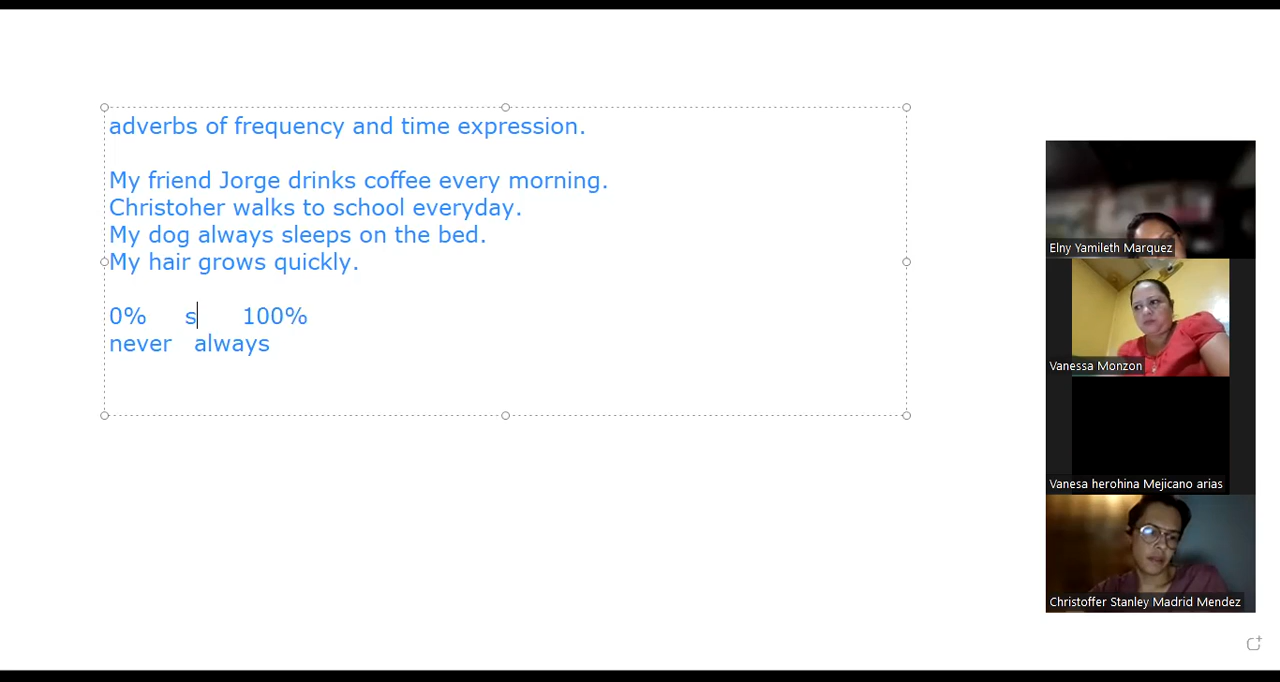 adverbs of frequency and time expression.
My friend Jorge drinks coffee every morning.
Christoher walks to school everyday.
My dog always sleeps on the bed.
My hair grows quickly.
0% s 100%
never always
Elny Yamileth Marquez
Vanessa Monzon
Vanesa herohina Mejicano arias
Christoffer Stanley Madrid Mendez